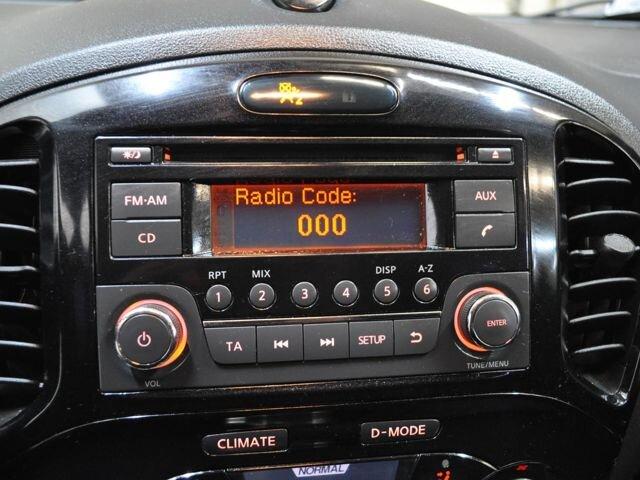 2
FM·AM
CD
Radio Code:
000
AUX
RPT
MIX
DISP
A-Z
1
2
3
4
5
6
TA
SETUP
ENTER
VOL
TUNE/MENU
CLIMATE
D-MODE
NORMAL